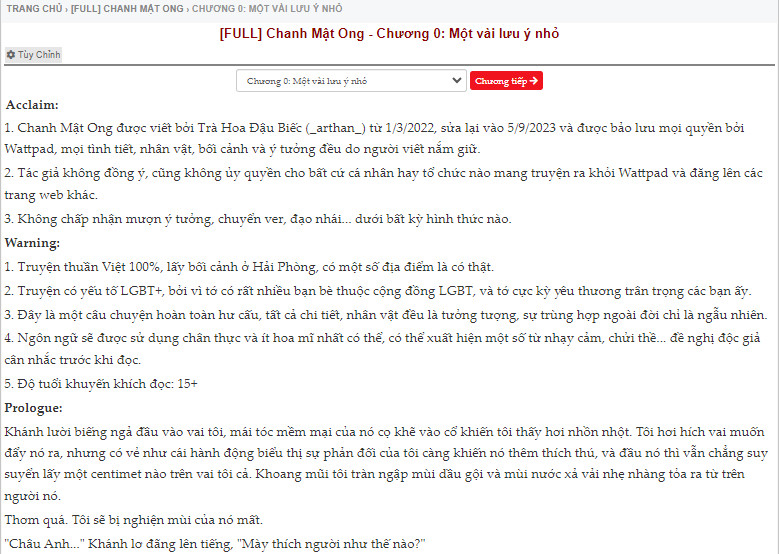 TRANG CHỦ › [FULL] CHANH MẬT ONG › CHƯƠNG 0: MỘT VÀI LƯU Ý NHỎ
[FULL] Chanh Mật Ong - Chương 0: Một vài lưu ý nhỏ
Tùy Chỉnh
Chương 0: Một vài lưu ý nhỏ
Chương tiếp →
Acclaim:
1. Chanh Mật Ong được viết bởi Trà Hoa Đậu Biếc (_arthan_) từ 1/3/2022, sửa lại vào 5/9/2023 và được bảo lưu mọi quyền bởi
Wattpad, mọi tình tiết, nhân vật, bối cảnh và ý tưởng đều do người viết nắm giữ.
2. Tác giả không đồng ý, cũng không ủy quyền cho bất cứ cá nhân hay tổ chức nào mang truyện ra khỏi Wattpad và đăng lên các
trang web khác.
3. Không chấp nhận mượn ý tưởng, chuyển ver, đạo nhái... dưới bất kỳ hình thức nào.
Warning:
1. Truyện thuần Việt 100%, lấy bối cảnh ở Hải Phòng, có một số địa điểm là có thật.
2. Truyện có yếu tố LGBT+, bởi vì tớ có rất nhiều bạn bè thuộc cộng đồng LGBT, và tớ cực kỳ yêu thương trân trọng các bạn ấy.
3. Đây là một câu chuyện hoàn toàn hư cấu, tất cả chi tiết, nhân vật đều là tưởng tượng, sự trùng hợp ngoài đời chỉ là ngẫu nhiên.
4. Ngôn ngữ sẽ được sử dụng chân thực và ít hoa mĩ nhất có thể, có thể xuất hiện một số từ nhạy cảm, chửi thề... đề nghị độc giả
cân nhắc trước khi đọc.
5. Độ tuổi khuyến khích đọc: 15+
Prologue:
Khánh lười biếng ngả đầu vào vai tôi, mái tóc mềm mại của nó cọ khẽ vào cổ khiến tôi thấy hơi nhồn nhột. Tôi hơi hích vai muốn
đẩy nó ra, nhưng có vẻ như cái hành động biểu thị sự phản đối của tôi càng khiến nó thêm thích thú, và đầu nó thì vẫn chẳng suy
suyển lấy một centimet nào trên vai tôi cả. Khoang mũi tôi tràn ngập mùi dầu gội và mùi nước xả vải nhẹ nhàng tỏa ra từ trên
người nó.
Thơm quá. Tôi sẽ bị nghiện mùi của nó mất.
"Châu Anh..." Khánh lơ đãng lên tiếng, "Mày thích người như thế nào?"